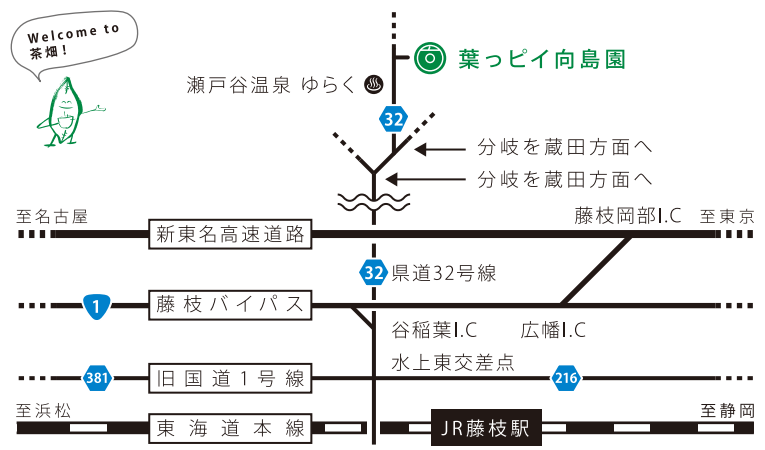 Welcome to
茶畑！
葉っピイ向島園
瀬戸谷温泉 ゆらく
32
分岐を蔵田方面へ
分岐を蔵田方面へ
至名古屋
新東名高速道路
藤枝岡部I.C
至東京
32
県道32号線
1
藤枝バイパス
谷稲葉I.C
広幡I.C
水上東交差点
381
旧国道1号線
216
至浜松
至静岡
東海道本線
JR藤枝駅